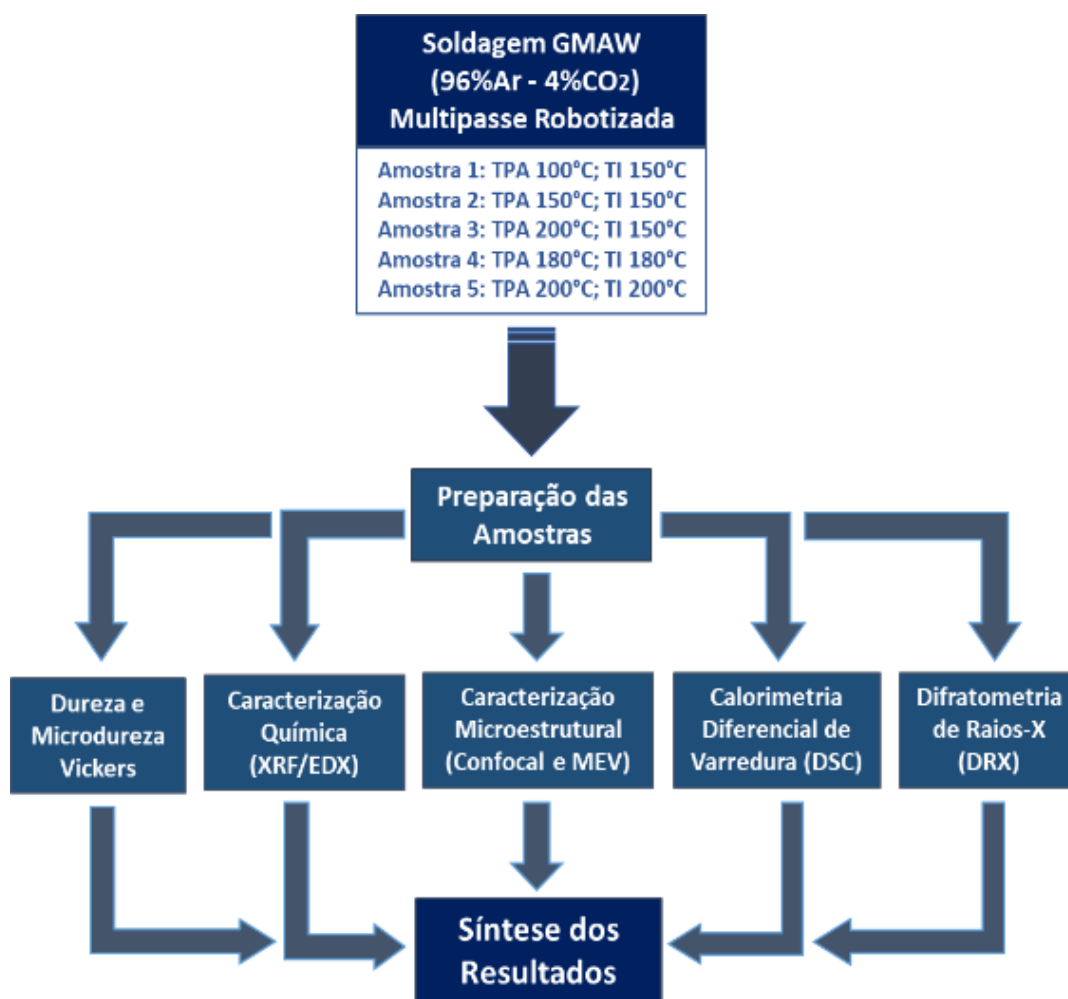 Soldagem GMAW
(96%Ar - 4%CO2)
Multipasse Robotizada
Amostra 1: TPA 100°C; TI 150°C
Amostra 2: TPA 150°C; TI 150°C
Amostra 3: TPA 200°C; TI 150°C
Amostra 4: TPA 180°C; TI 180°C
Amostra 5: TPA 200°C; TI 200°C
Preparação das
Amostras
Dureza e
Microdureza
Vickers
Caracterização
Química
(XRF/EDX)
Caracterização
Microestrutural
(Confocal e MEV)
Calorimetria
Diferencial de
Varredura (DSC)
Difratometria
de Raios-X
(DRX)
Síntese dos
Resultados